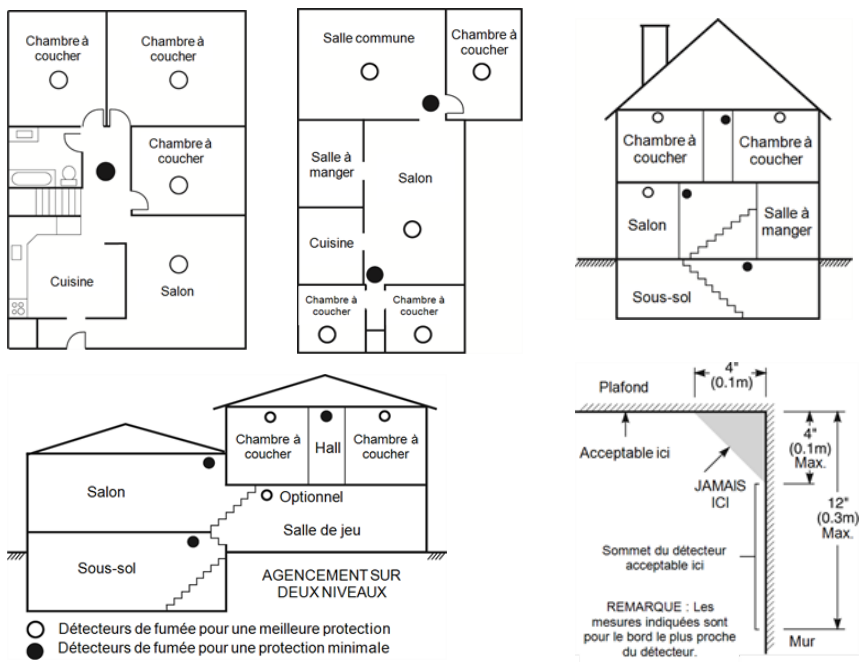 Chambre à
coucher
Chambre à
coucher
Chambre à
coucher
Cuisine
Salon
Salle commune
Chambre à
coucher
Salle à
manger
Salon
Cuisine
Chambre à
coucher
Chambre à
coucher
Chambre à
coucher
Chambre à
coucher
Salon
Salle à
manger
Sous-sol
Chambre à
coucher
Hall
Chambre à
coucher
Salon
Optionnel
Salle de jeu
Sous-sol
AGENCEMENT SUR
DEUX NIVEAUX
Détecteurs de fumée pour une meilleure protection
Détecteurs de fumée pour une protection minimale
4"
(0.1m)
Plafond
Acceptable ici
4"
(0.1m)
Max.
JAMAIS
ICI
12"
(0.3m)
Max.
Sommet du détecteur
acceptable ici
REMARQUE : Les
mesures indiquées sont
pour le bord le plus proche
du détecteur.
Mur